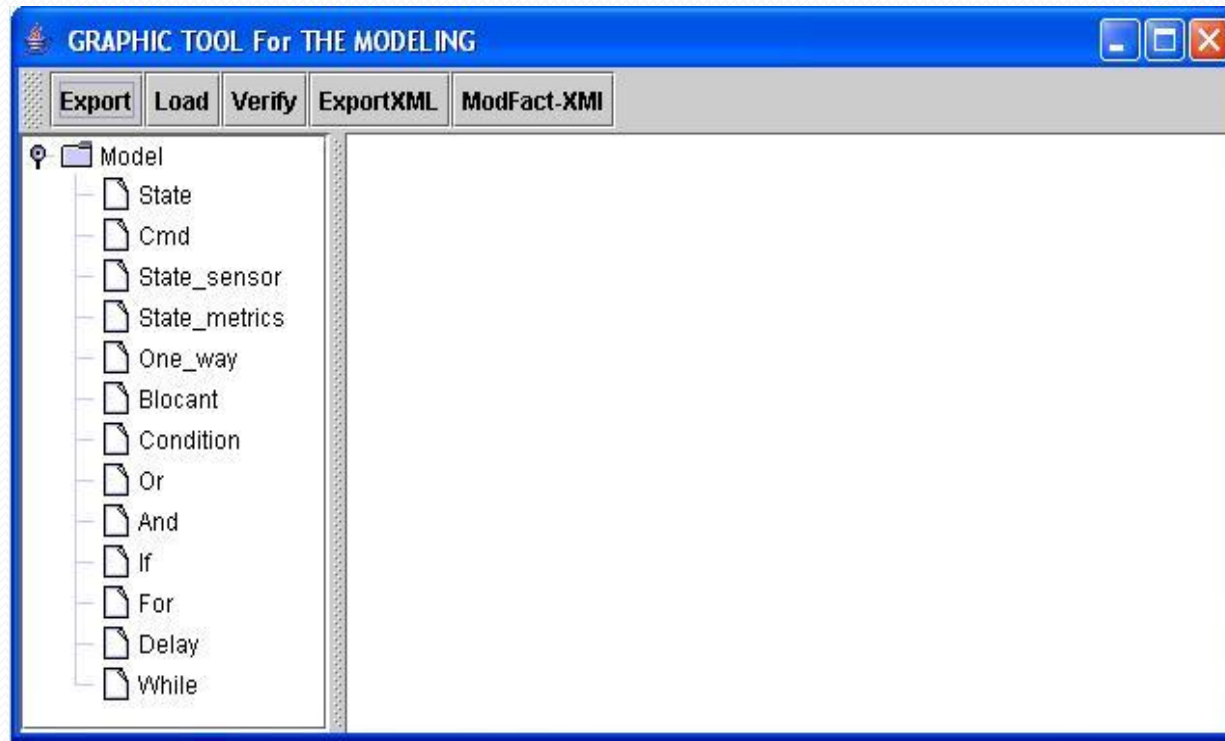 GRAPHIC TOOL For THE MODELING
Export Load Verify ExportXML ModFact-XMI
Model
State
Cmd
State_sensor
State_metrics
One_way
Blocant
Condition
Or
And
If
For
Delay
While